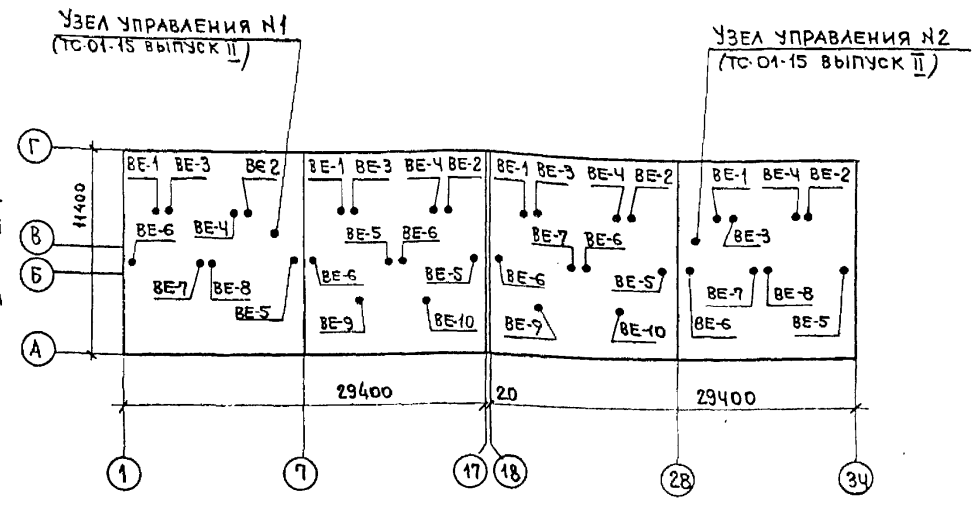 УЗЕЛ УПРАВЛЕНИЯ N1
(ТС-01-15 ВЫПУСК II)
УЗЕЛ УПРАВЛЕНИЯ N2
(ТС-01-15 ВЫПУСК II)
Г
ВЕ-1 ВЕ-3 ВЕ2 ВЕ-1 ВЕ-3 ВЕ-4 ВЕ-2 ВЕ-1 ВЕ-3 ВЕ-4 ВЕ-2 ВЕ-1 ВЕ-4 ВЕ-2
11400
В
ВЕ-6 ВЕ-4 ВЕ-5 ВЕ-6 ВЕ-7 ВЕ-6 ВЕ-3
Б
ВЕ-7 ВЕ-8 ВЕ-5 ВЕ-6 ВЕ-5 ВЕ-6 ВЕ-5 ВЕ-7 ВЕ-8
ВЕ-9 ВЕ-10 ВЕ-9 ВЕ-10 ВЕ-6 ВЕ-5
А
29400 20 29400
1 7 17 18 28 34